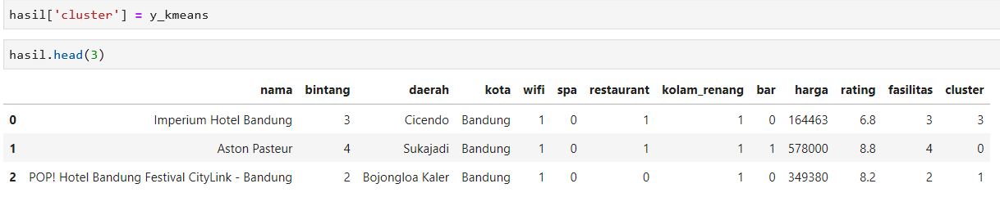 hasil['cluster'] = y_kmeans
hasil.head(3)
nama bintang daerah kota wifi spa restaurant kolam_renang bar harga rating fasilitas cluster
0 Imperium Hotel Bandung 3 Cicendo Bandung 1 0 1 1 0 164463 6.8 3 3
1 Aston Pasteur 4 Sukajadi Bandung 1 0 1 1 1 578000 8.8 4 0
2 POP! Hotel Bandung Festival CityLink - Bandung 2 Bojongloa Kaler Bandung 1 0 0 1 0 349380 8.2 2 1